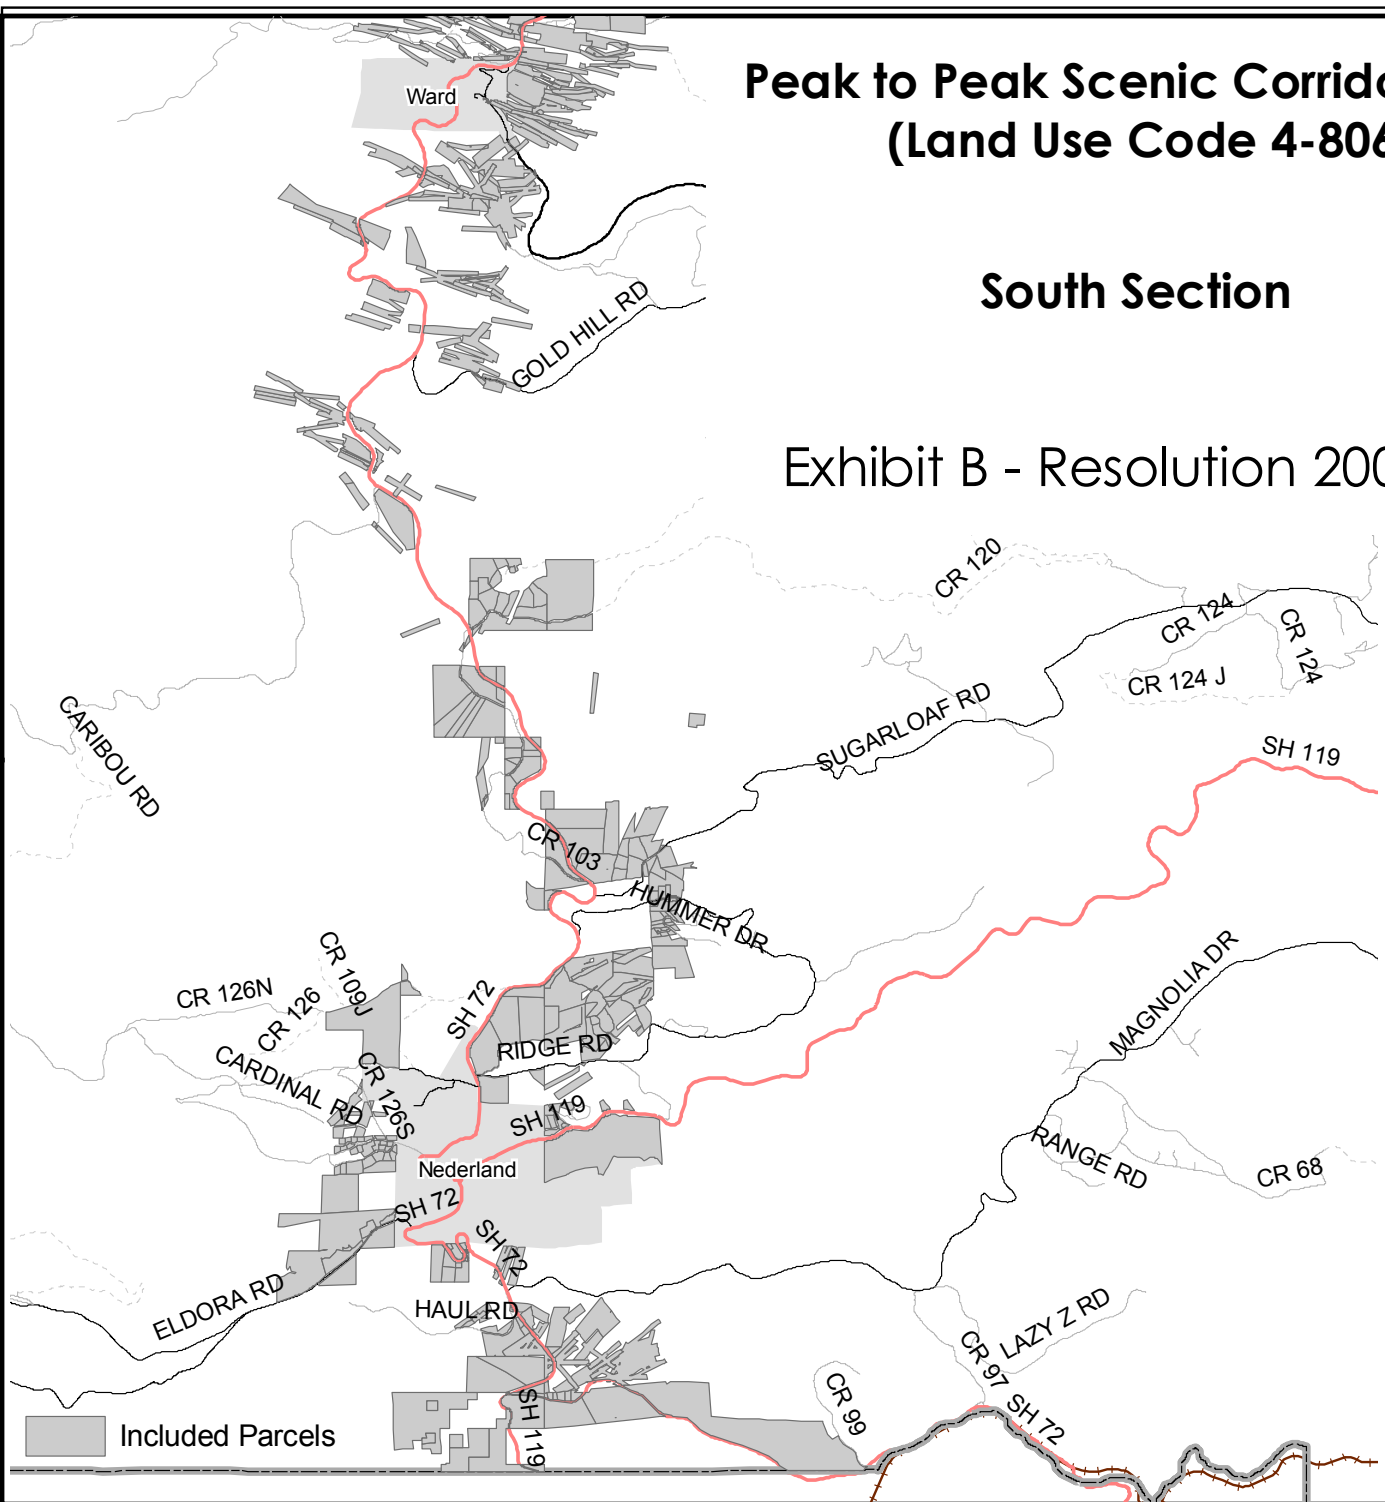 Peak to Peak Scenic Corrido
(Land Use Code 4-806
South Section
Exhibit B - Resolution 200
Ward
GOLD HILL RD
CR 120
CR 124
CR 124
CR 124 J
SUGARLOAF RD
SH 119
CARIBOU RD
CR 103
HUMMER DR
MAGNOLIA DR
CR 109J
CR 126N
CR 126
SH 72
RIDGE RD
CARDINAL RD
CR 126S
SH 119
Nederland
RANGE RD
CR 68
SH 72
SH 72
ELDORA RD
HAUL RD
LAZY Z RD
CR 97
CR 99
SH 72
SH 119
Included Parcels